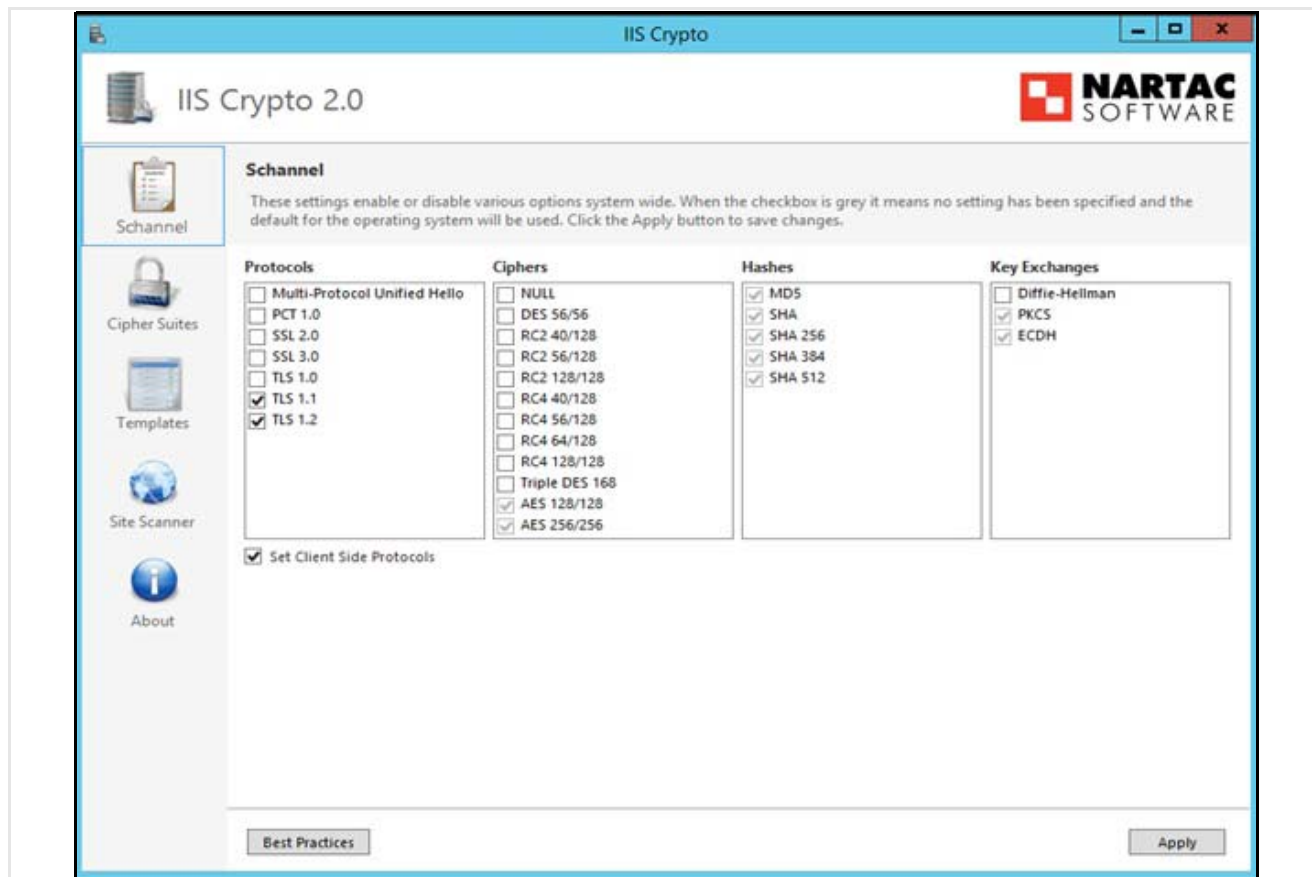 IIS Crypto
IIS Crypto 2.0
NARTAC
SOFTWARE
Schannel
Cipher Suites
Templates
Site Scanner
About
Schannel
These settings enable or disable various options system wide. When the checkbox is grey it means no setting has been specified and the
default for the operating system will be used. Click the Apply button to save changes.
Protocols
Multi-Protocol Unified Hello
PCT 1.0
SSL 2.0
SSL 3.0
TLS 1.0
TLS 1.1
TLS 1.2
Ciphers
NULL
DES 56/56
RC2 40/128
RC2 56/128
RC2 128/128
RC4 40/128
RC4 56/128
RC4 64/128
RC4 128/128
Triple DES 168
AES 128/128
AES 256/256
Hashes
MD5
SHA
SHA 256
SHA 384
SHA 512
Key Exchanges
Diffie-Hellman
PKCS
ECDH
Set Client Side Protocols
Best Practices
Apply